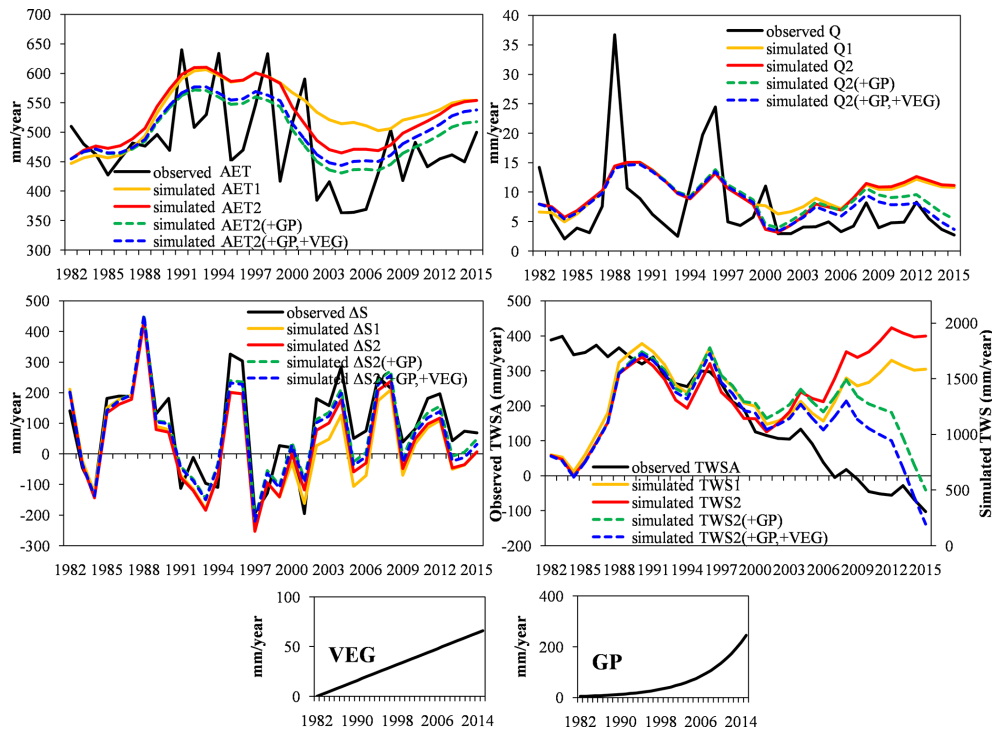 700
650
600
550
500
450
400
350
300
mm/year
observed AET
simulated AET1
simulated AET2
simulated AET2(+GP)
simulated AET2(+GP,+VEG)
1982 1985 1988 1991 1994 1997 2000 2003 2006 2009 2012 2015
40
35
30
25
20
15
10
5
0
mm/year
observed Q
simulated Q1
simulated Q2
simulated Q2(+GP)
simulated Q2(+GP,+VEG)
1982 1985 1988 1991 1994 1997 2000 2003 2006 2009 2012 2015
500
400
300
200
100
0
-100
-200
-300
mm/year
observed ΔS
simulated ΔS1
simulated ΔS2
simulated ΔS2(+GP)
simulated ΔS2(+GP,+VEG)
1982 1985 1988 1991 1994 1997 2000 2003 2006 2009 2012 2015
500
400
300
200
100
0
-100
-200
Observed TWSA (mm/year)
observed TWSA
simulated TWS1
simulated TWS2
simulated TWS2(+GP)
simulated TWS2(+GP,+VEG)
2000
1500
1000
500
0
Simulated TWS (mm/year)
1982 1985 1988 1991 1994 1997 2000 2003 2006 2009 2012 2015
100
50
0
mm/year
VEG
1982 1990 1998 2006 2014
400
200
0
mm/year
GP
1982 1990 1998 2006 2014